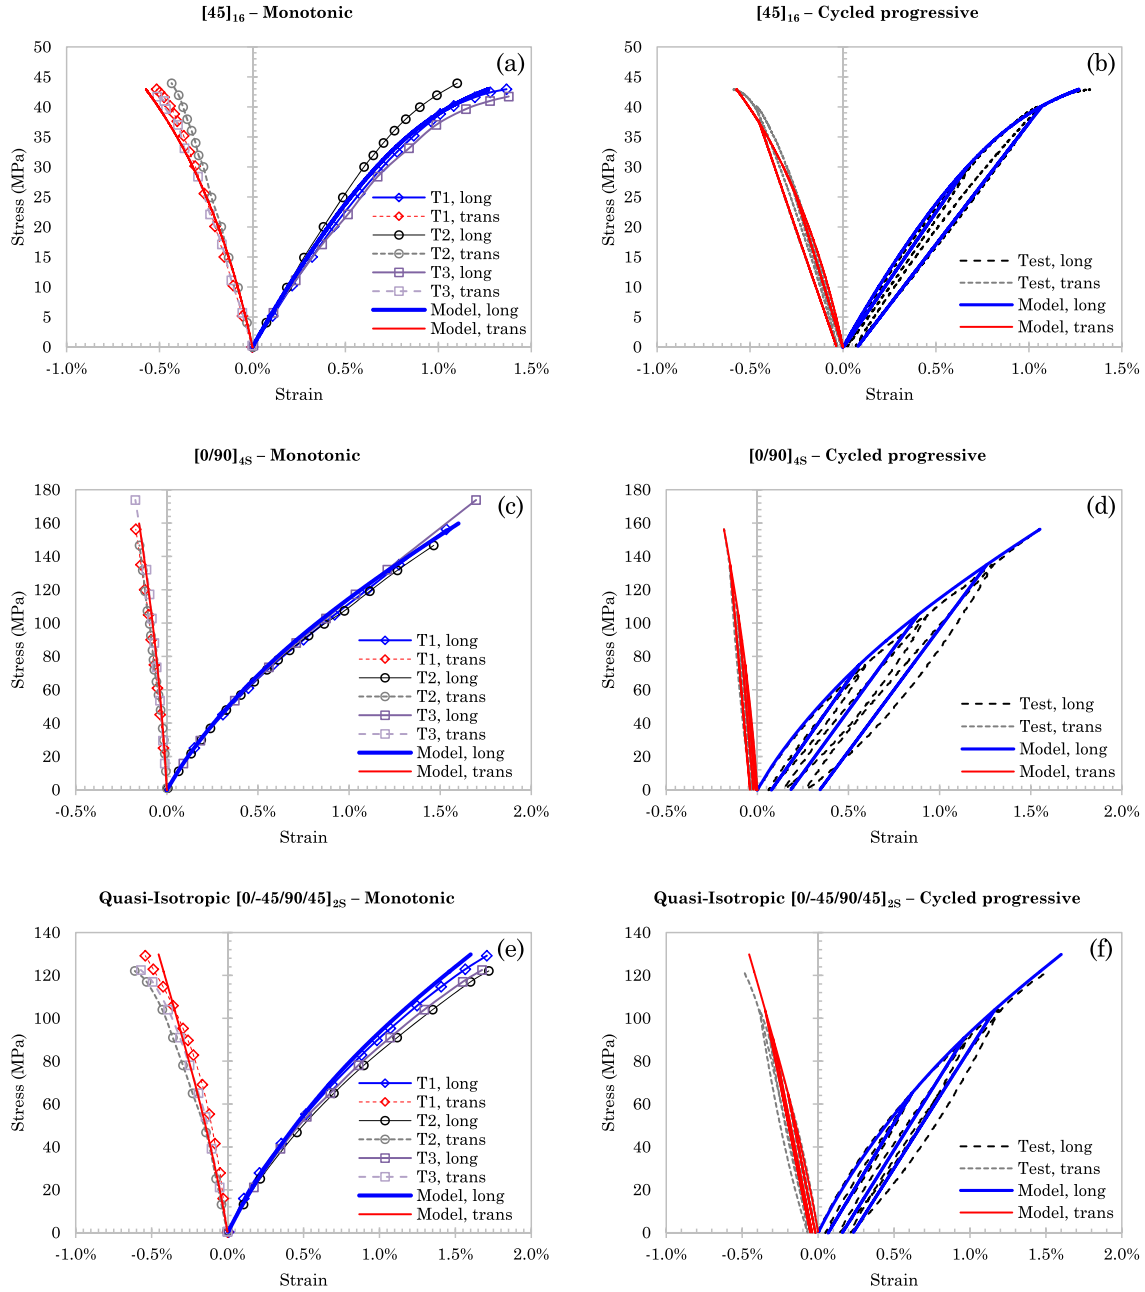 [45]16 – Monotonic
(a)
50
45
40
35
30
25
20
15
10
5
0
-1.0% -0.5% 0.0% 0.5% 1.0% 1.5%
Stress (MPa)
Strain
T1, long
T1, trans
T2, long
T2, trans
T3, long
T3, trans
Model, long
Model, trans
[45]16 – Cycled progressive
(b)
50
45
40
35
30
25
20
15
10
5
0
-1.0% -0.5% 0.0% 0.5% 1.0% 1.5%
Stress (MPa)
Strain
Test, long
Test, trans
Model, long
Model, trans
[0/90]4S – Monotonic
(c)
180
160
140
120
100
80
60
40
20
0
-0.5% 0.0% 0.5% 1.0% 1.5% 2.0%
Stress (MPa)
Strain
T1, long
T1, trans
T2, long
T2, trans
T3, long
T3, trans
Model, long
Model, trans
[0/90]4S – Cycled progressive
(d)
180
160
140
120
100
80
60
40
20
0
-0.5% 0.0% 0.5% 1.0% 1.5% 2.0%
Stress (MPa)
Strain
Test, long
Test, trans
Model, long
Model, trans
Quasi-Isotropic [0/-45/90/45]2S – Monotonic
(e)
140
120
100
80
60
40
20
0
-1.0% -0.5% 0.0% 0.5% 1.0% 1.5% 2.0%
Stress (MPa)
Strain
T1, long
T1, trans
T2, long
T2, trans
T3, long
T3, trans
Model, long
Model, trans
Quasi-Isotropic [0/-45/90/45]2S – Cycled progressive
(f)
140
120
100
80
60
40
20
0
-1.0% -0.5% 0.0% 0.5% 1.0% 1.5% 2.0%
Stress (MPa)
Strain
Test, long
Test, trans
Model, long
Model, trans